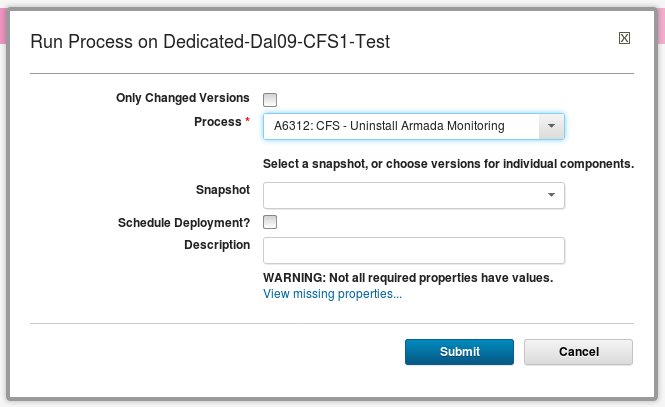 Run Process on Dedicated-Dal09-CFS1-Test
Only Changed Versions
Process *
A6312: CFS - Uninstall Armada Monitoring
Select a snapshot, or choose versions for individual components.
Snapshot
Schedule Deployment?
Description
WARNING: Not all required properties have values.
View missing properties...
Submit
Cancel